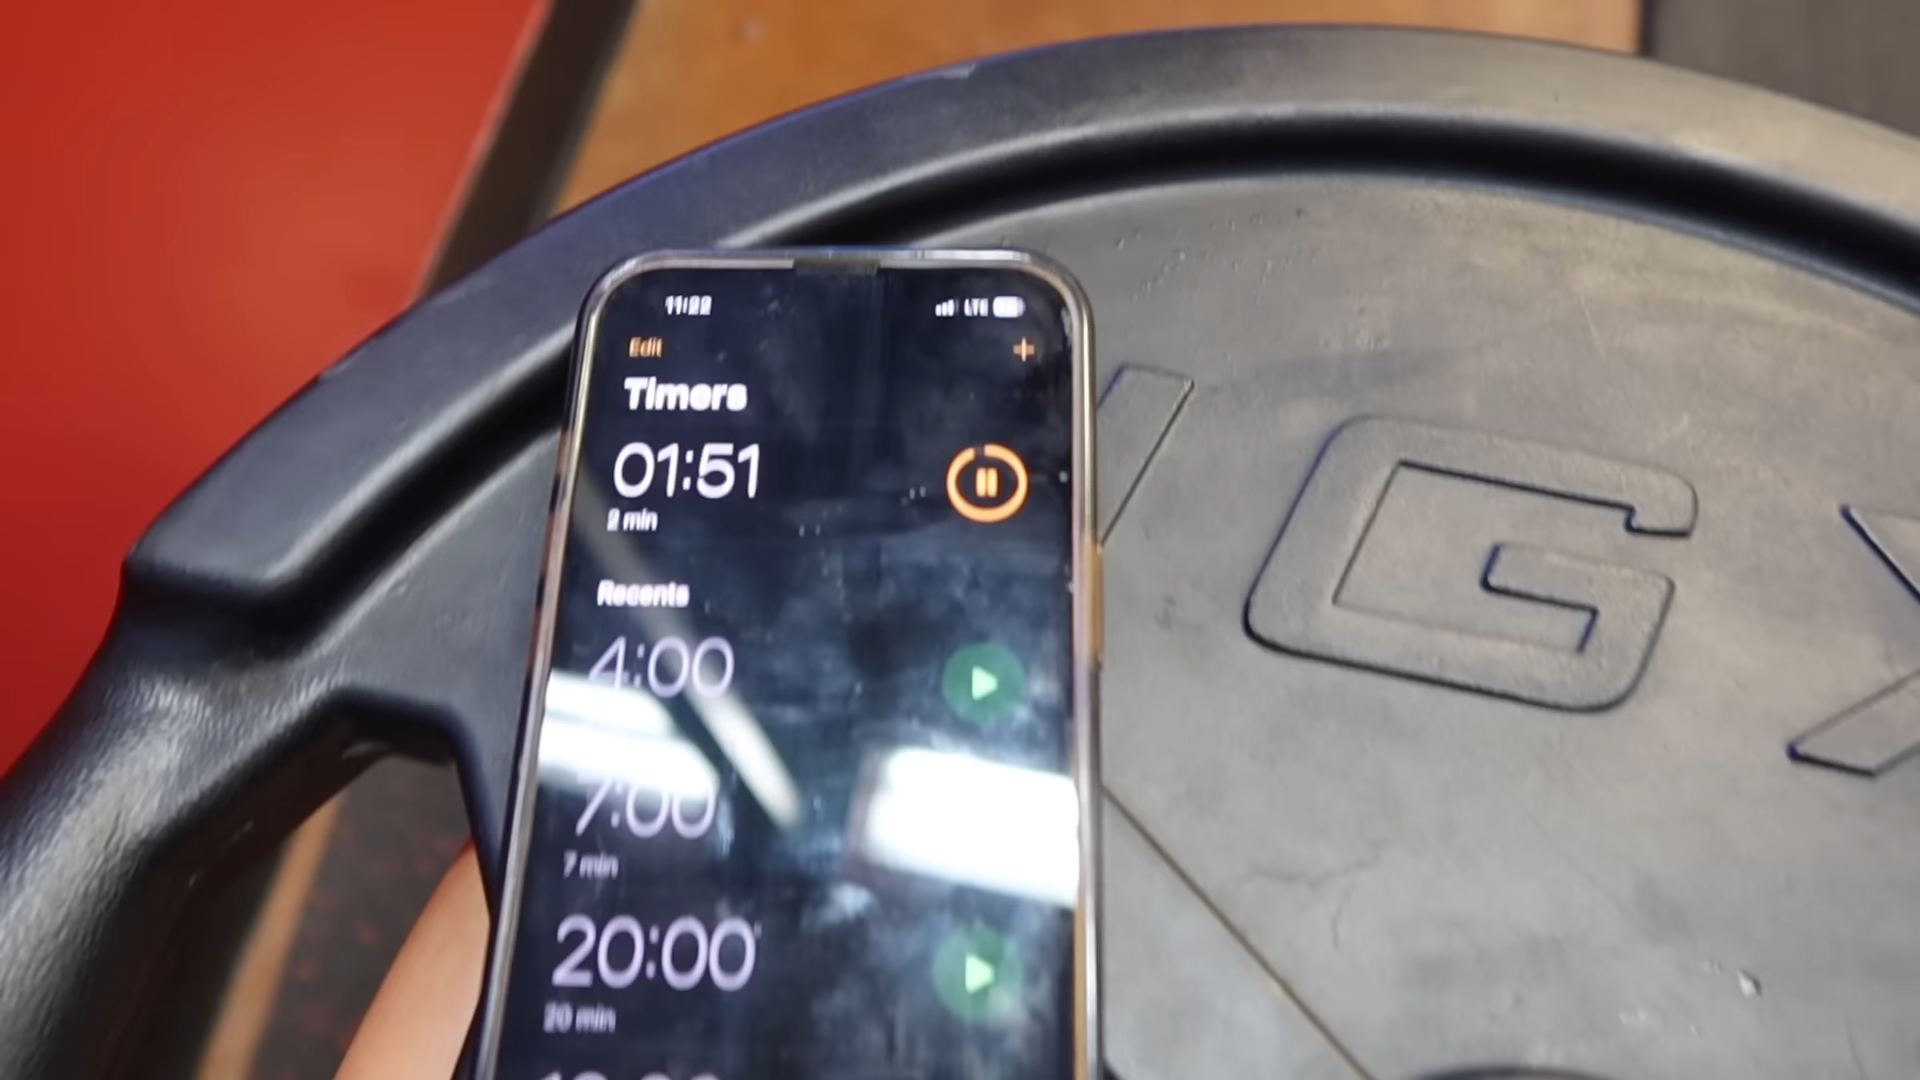 11:22 LTE
Edit +
Timers
01:51
2 min
Recents
4:00
7:00
7 min
20:00
20 min
GX